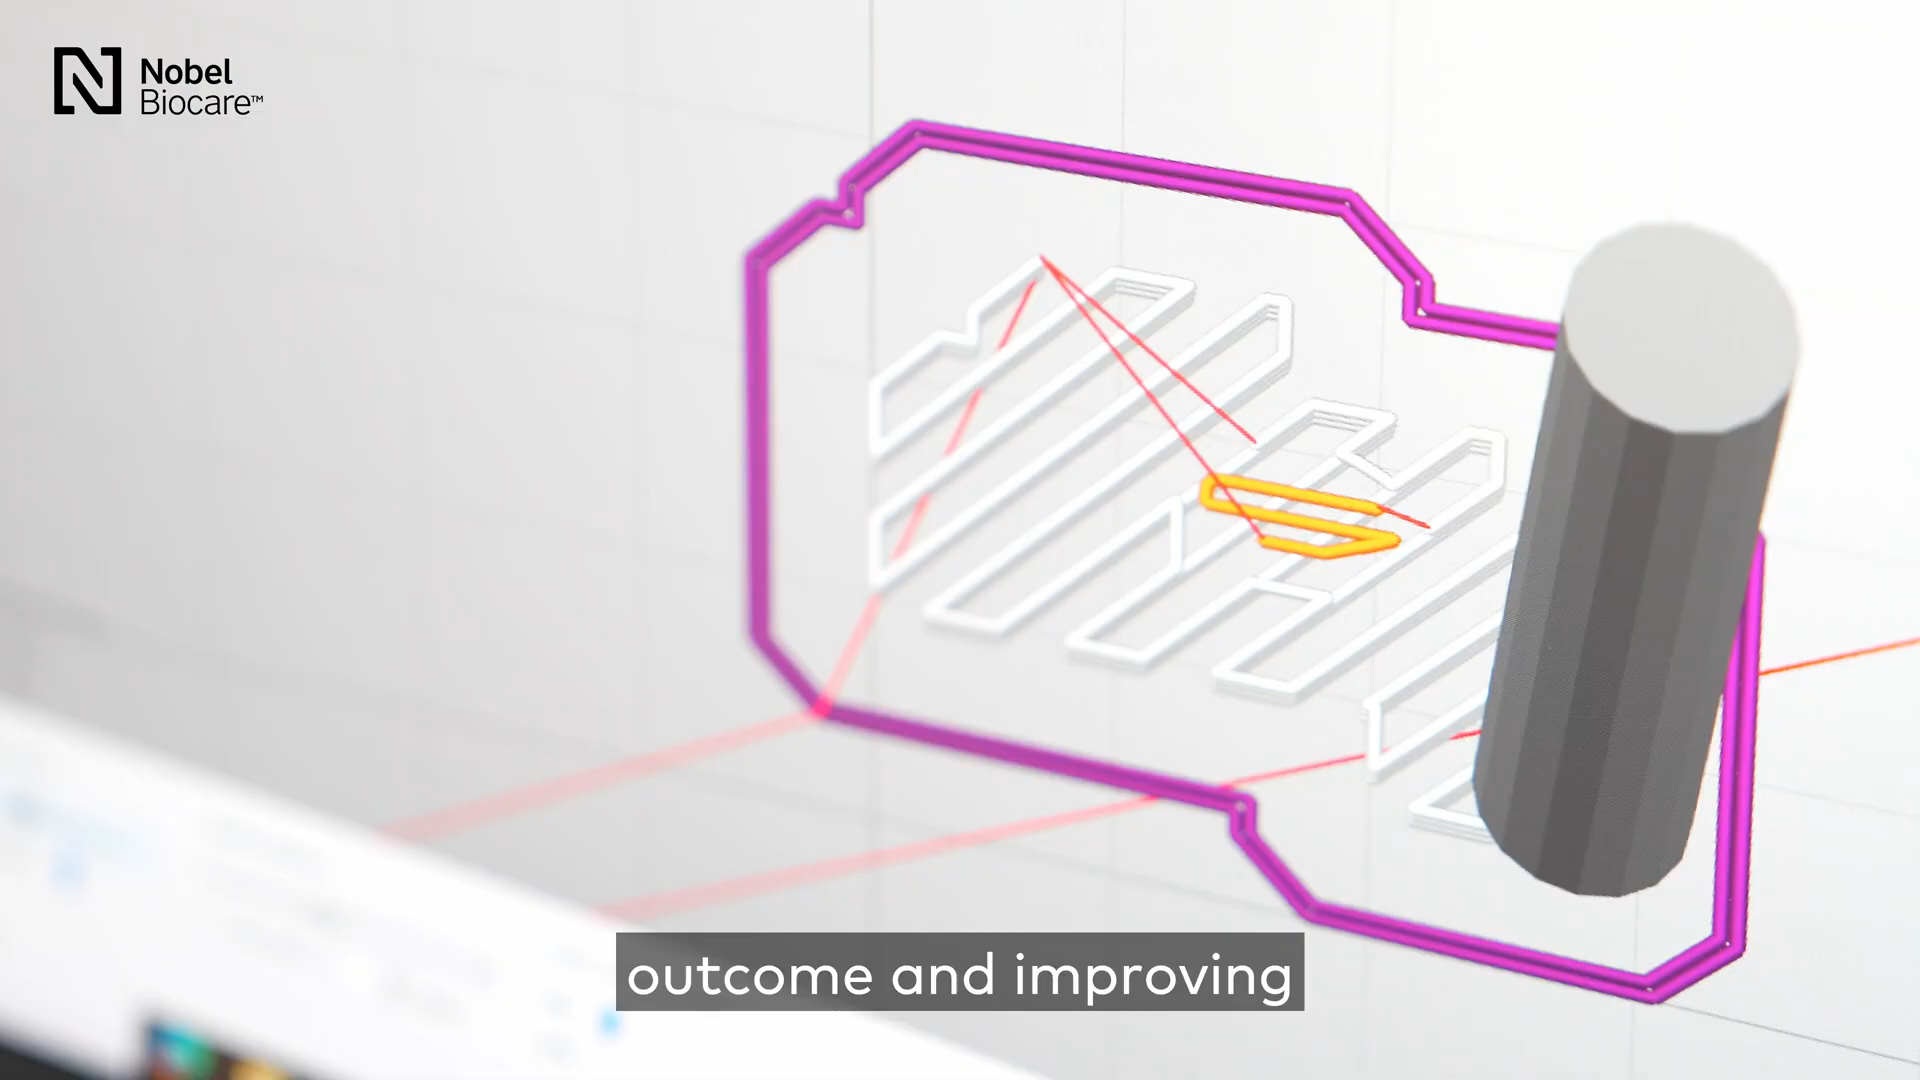 Nobel
Biocare™
outcome and improving